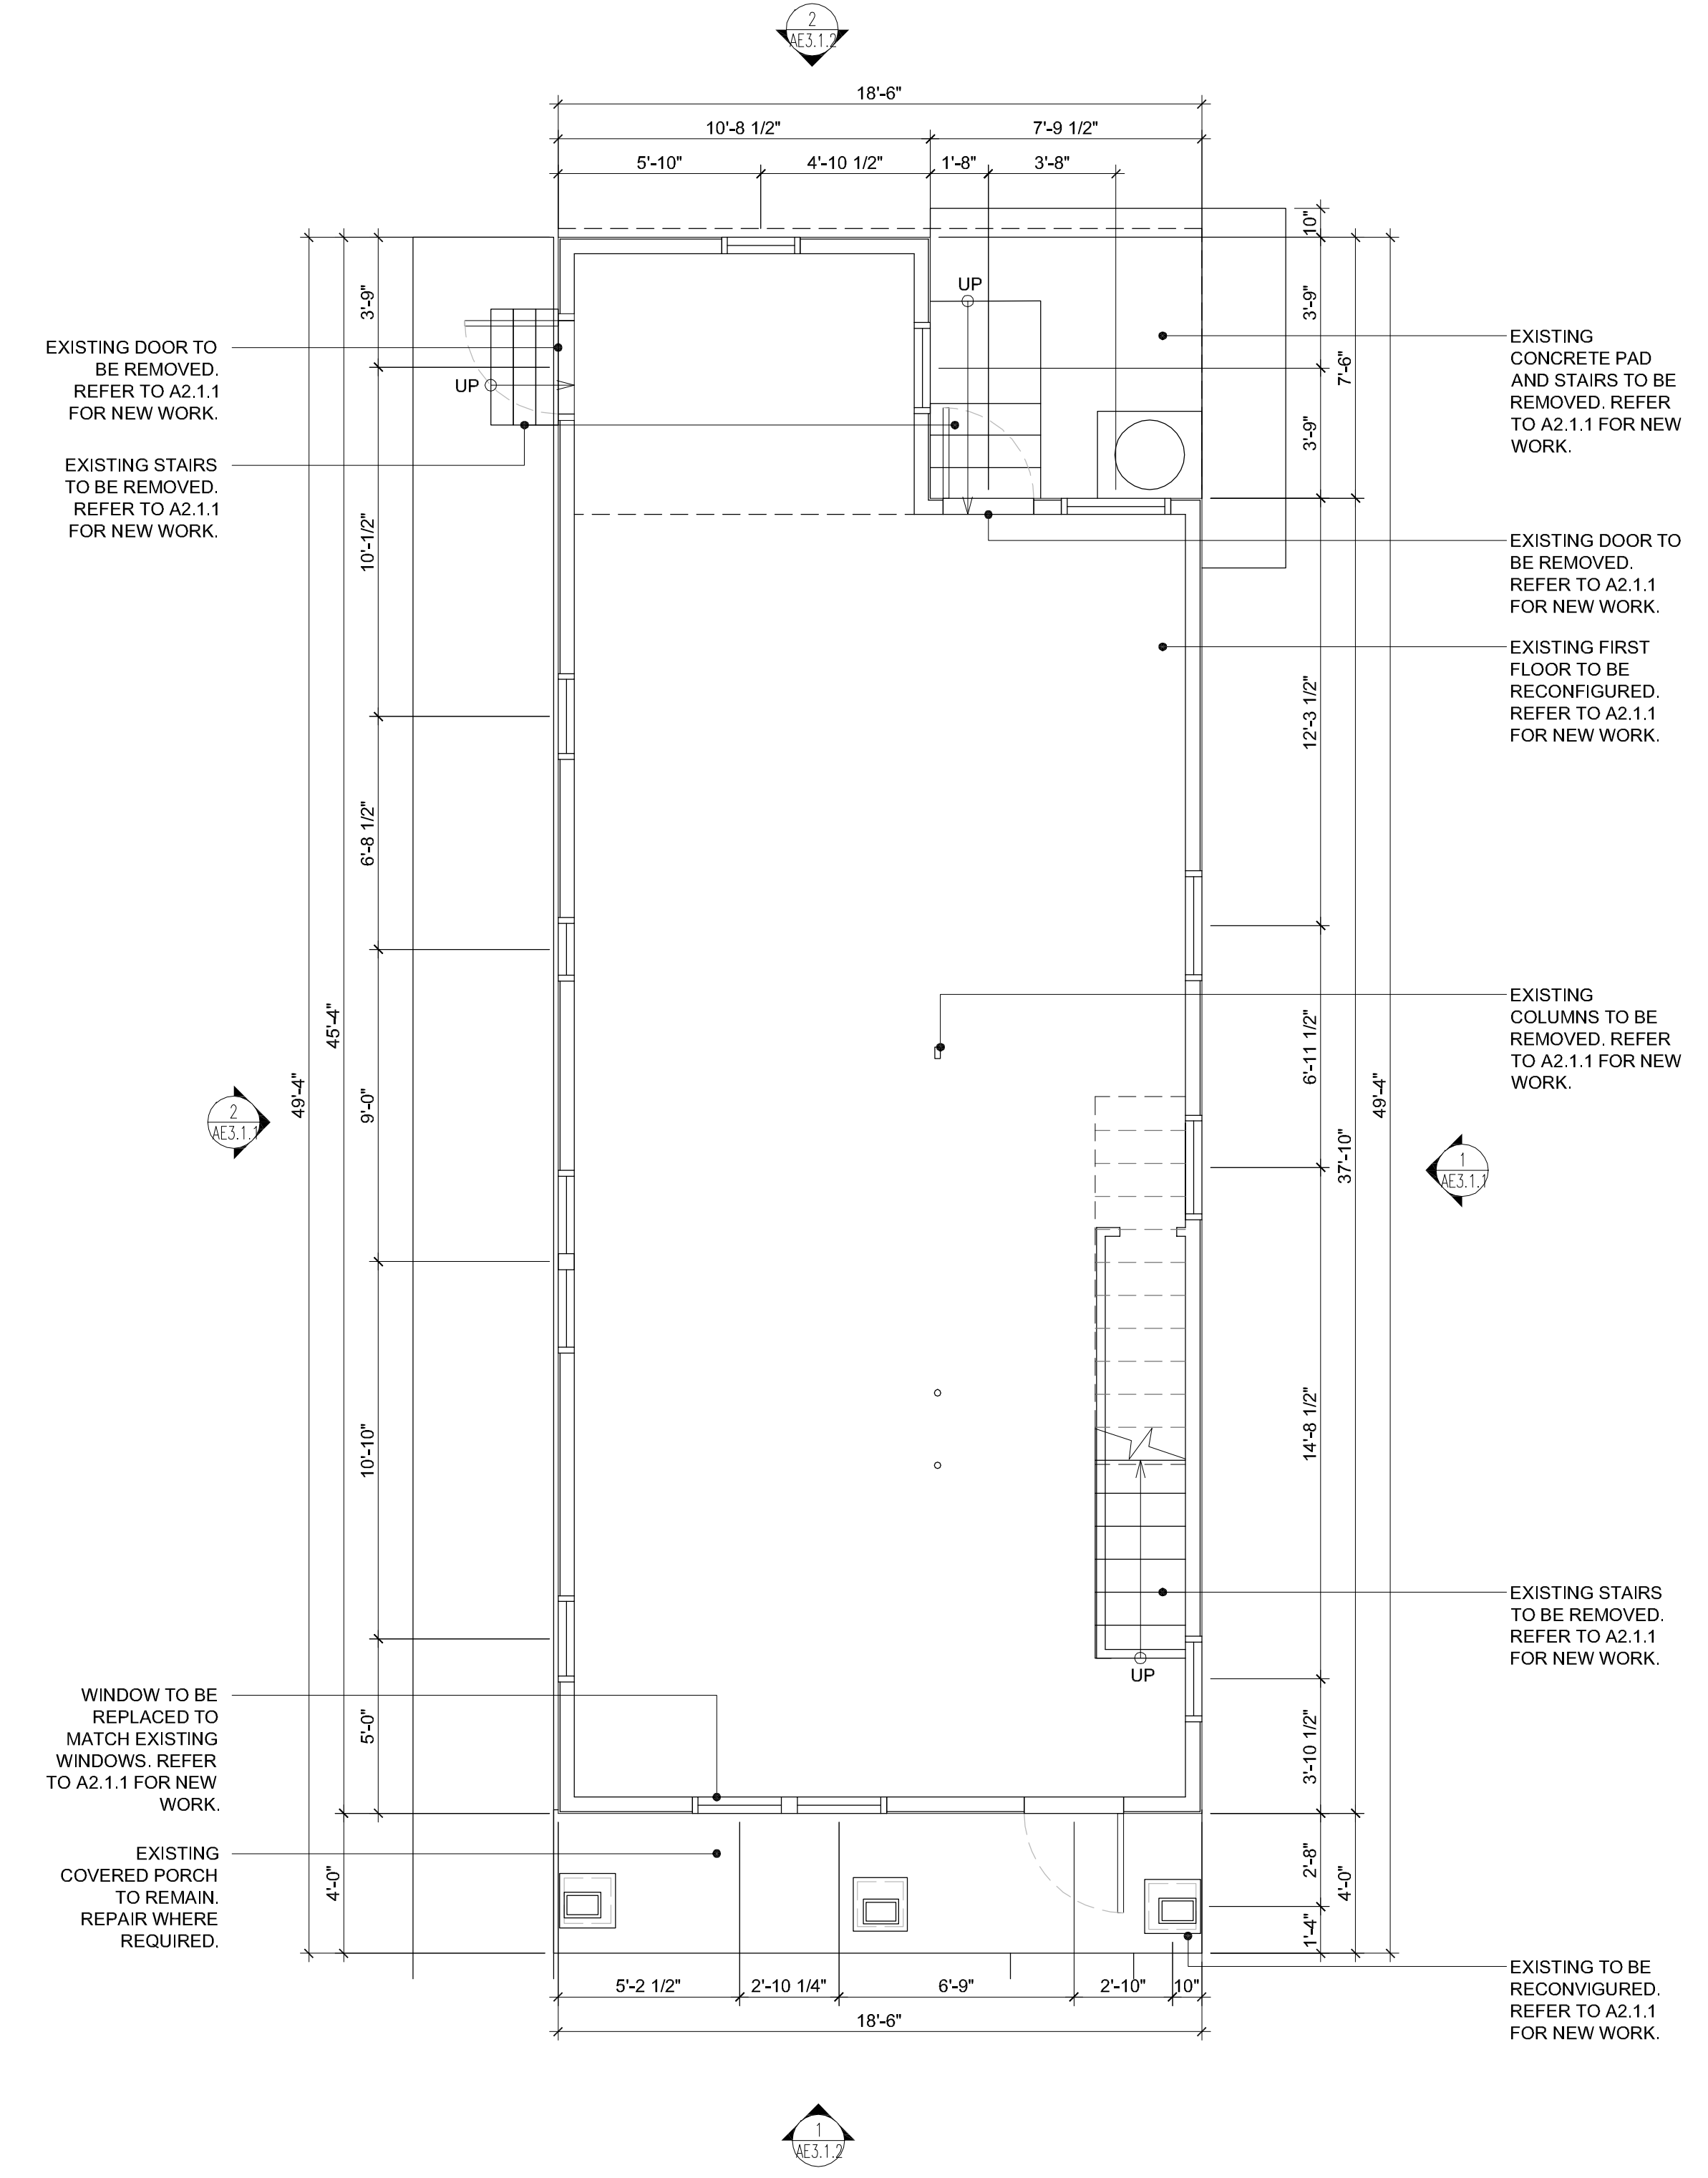 2
AE3.1.2
18'-6"
10'-8 1/2"
7'-9 1/2"
5'-10"
4'-10 1/2"
1'-8"
3'-8"
10"
3'-9"
3'-9"
7'-6"
3'-9"
UP
UP
EXISTING DOOR TO
BE REMOVED.
REFER TO A2.1.1
FOR NEW WORK.
EXISTING STAIRS
TO BE REMOVED.
REFER TO A2.1.1
FOR NEW WORK.
EXISTING
CONCRETE PAD
AND STAIRS TO BE
REMOVED. REFER
TO A2.1.1 FOR NEW
WORK.
EXISTING DOOR TO
BE REMOVED.
REFER TO A2.1.1
FOR NEW WORK.
EXISTING FIRST
FLOOR TO BE
RECONFIGURED.
REFER TO A2.1.1
FOR NEW WORK.
10'-1/2"
12'-3 1/2"
6'-8 1/2"
45'-4"
49'-4"
9'-0"
2
AE3.1.1
EXISTING
COLUMNS TO BE
REMOVED. REFER
TO A2.1.1 FOR NEW
WORK.
6'-11 1/2"
49'-4"
37'-10"
1
AE3.1.1
10'-10"
14'-8 1/2"
EXISTING STAIRS
TO BE REMOVED.
REFER TO A2.1.1
FOR NEW WORK.
UP
WINDOW TO BE
REPLACED TO
MATCH EXISTING
WINDOWS. REFER
TO A2.1.1 FOR NEW
WORK.
5'-0"
3'-10 1/2"
EXISTING
COVERED PORCH
TO REMAIN.
REPAIR WHERE
REQUIRED.
4'-0"
2'-8"
4'-0"
1'-4"
EXISTING TO BE
RECONVIGURED.
REFER TO A2.1.1
FOR NEW WORK.
5'-2 1/2"
2'-10 1/4"
6'-9"
2'-10"
10"
18'-6"
1
AE3.1.2